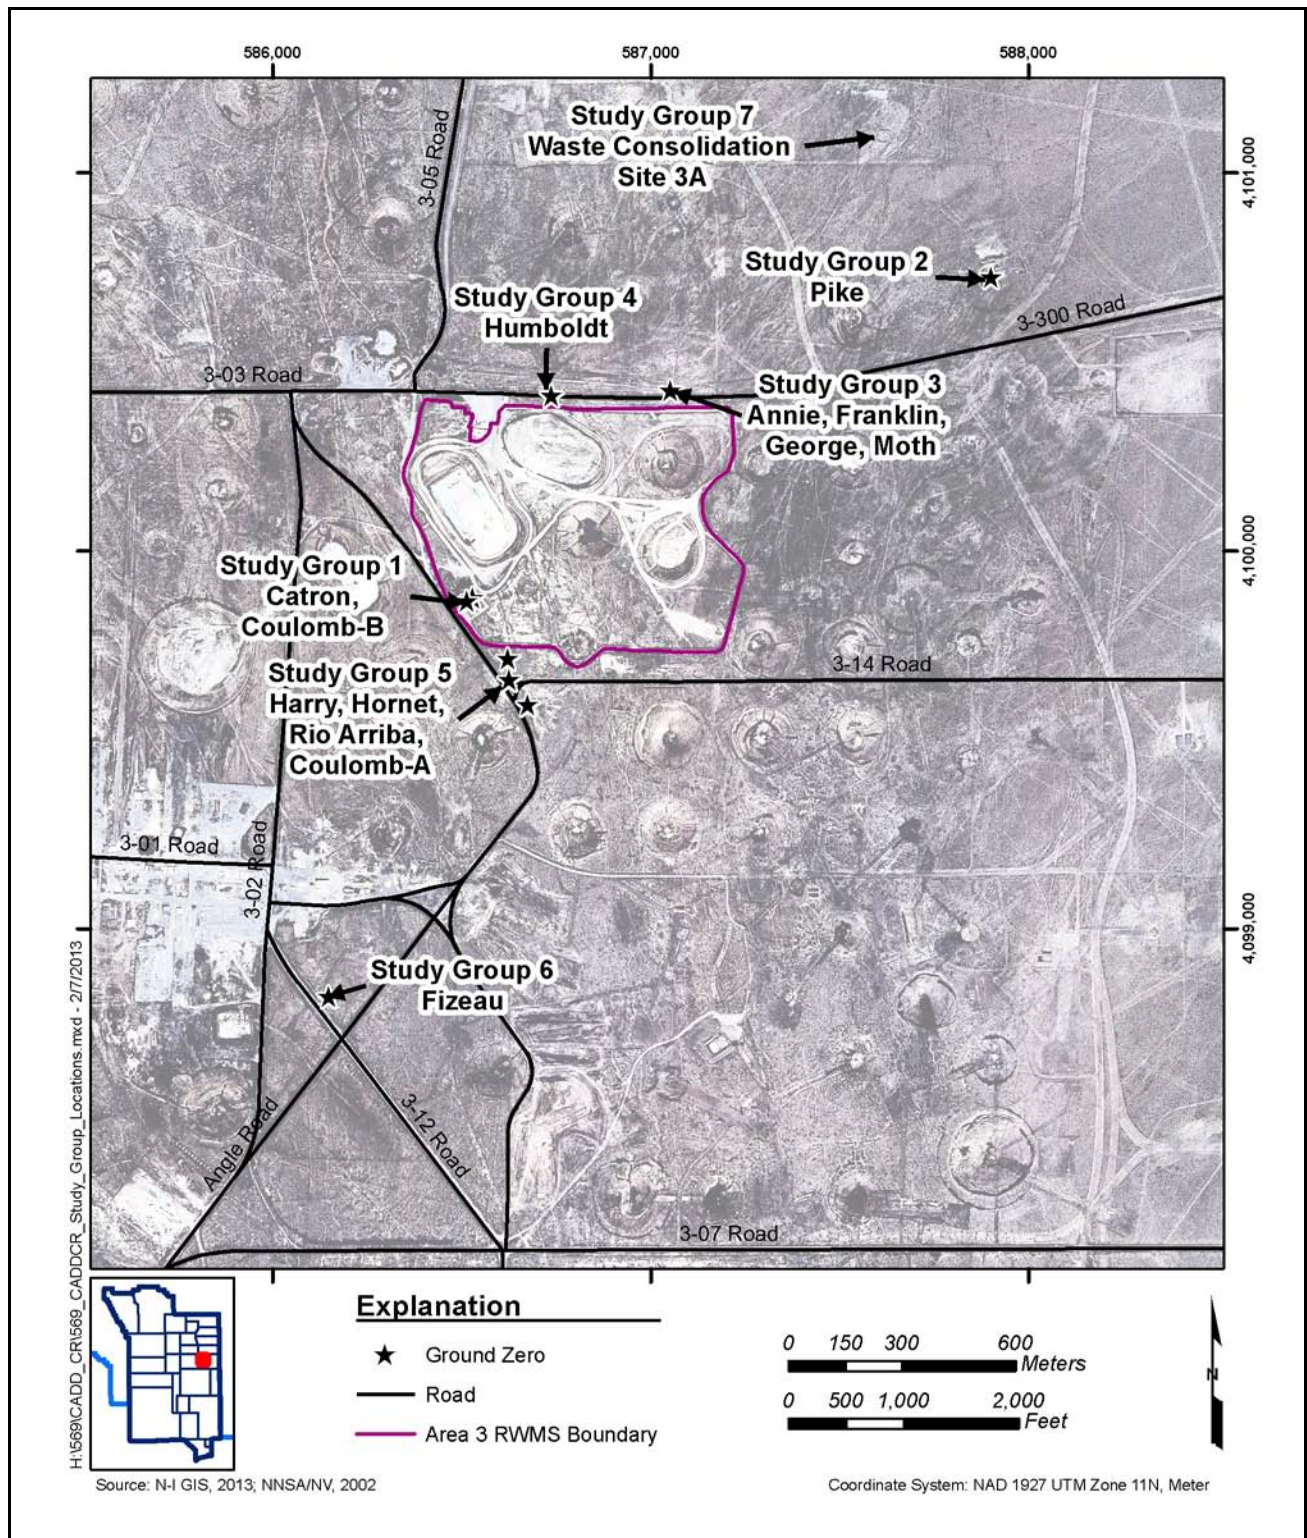 586,000
587,000
588,000
Study Group 7
Waste Consolidation
Site 3A
3-05 Road
4,101,000
Study Group 2
Pike
Study Group 4
Humboldt
3-300 Road
3-03 Road
Study Group 3
Annie, Franklin,
George, Moth
4,100,000
Study Group 1
Catron,
Coulomb-B
3-14 Road
Study Group 5
Harry, Hornet,
Rio Arriba,
Coulomb-A
3-01 Road
3-02 Road
4,099,000
Study Group 6
Fizeau
Angle Road
3-12 Road
3-07 Road
H:\569\CADD_CR\569_CADDCR_Study_Group_Locations.mxd - 2/7/2013
Explanation
Ground Zero
Road
Area 3 RWMS Boundary
0 150 300 600
Meters
0 500 1,000 2,000
Feet
N
Source: N-I GIS, 2013; NNSA/NV, 2002
Coordinate System: NAD 1927 UTM Zone 11N, Meter